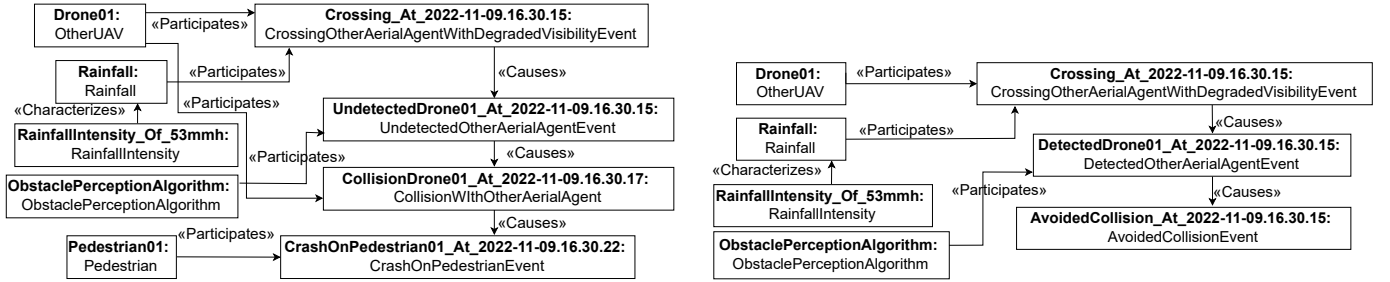 Drone01:
OtherUAV
«Participates»
Crossing_At_2022-11-09.16.30.15:
CrossingOtherAerialAgentWithDegradedVisibilityEvent
Rainfall:
Rainfall
«Participates»
«Causes»
«Characterizes»
«Participates»
UndetectedDrone01_At_2022-11-09.16.30.15:
UndetectedOtherAerialAgentEvent
RainfallIntensity_Of_53mmh:
RainfallIntensity
«Participates»
«Causes»
ObstaclePerceptionAlgorithm:
ObstaclePerceptionAlgorithm
CollisionDrone01_At_2022-11-09.16.30.17:
CollisionWIthOtherAerialAgent
«Causes»
Pedestrian01:
Pedestrian
«Participates»
CrashOnPedestrian01_At_2022-11-09.16.30.22:
CrashOnPedestrianEvent
Drone01:
OtherUAV
«Participates»
Crossing_At_2022-11-09.16.30.15:
CrossingOtherAerialAgentWithDegradedVisibilityEvent
Rainfall:
Rainfall
«Participates»
«Causes»
«Characterizes»
DetectedDrone01_At_2022-11-09.16.30.15:
DetectedOtherAerialAgentEvent
RainfallIntensity_Of_53mmh:
RainfallIntensity
«Participates»
«Causes»
AvoidedCollision_At_2022-11-09.16.30.15:
AvoidedCollisionEvent
ObstaclePerceptionAlgorithm:
ObstaclePerceptionAlgorithm